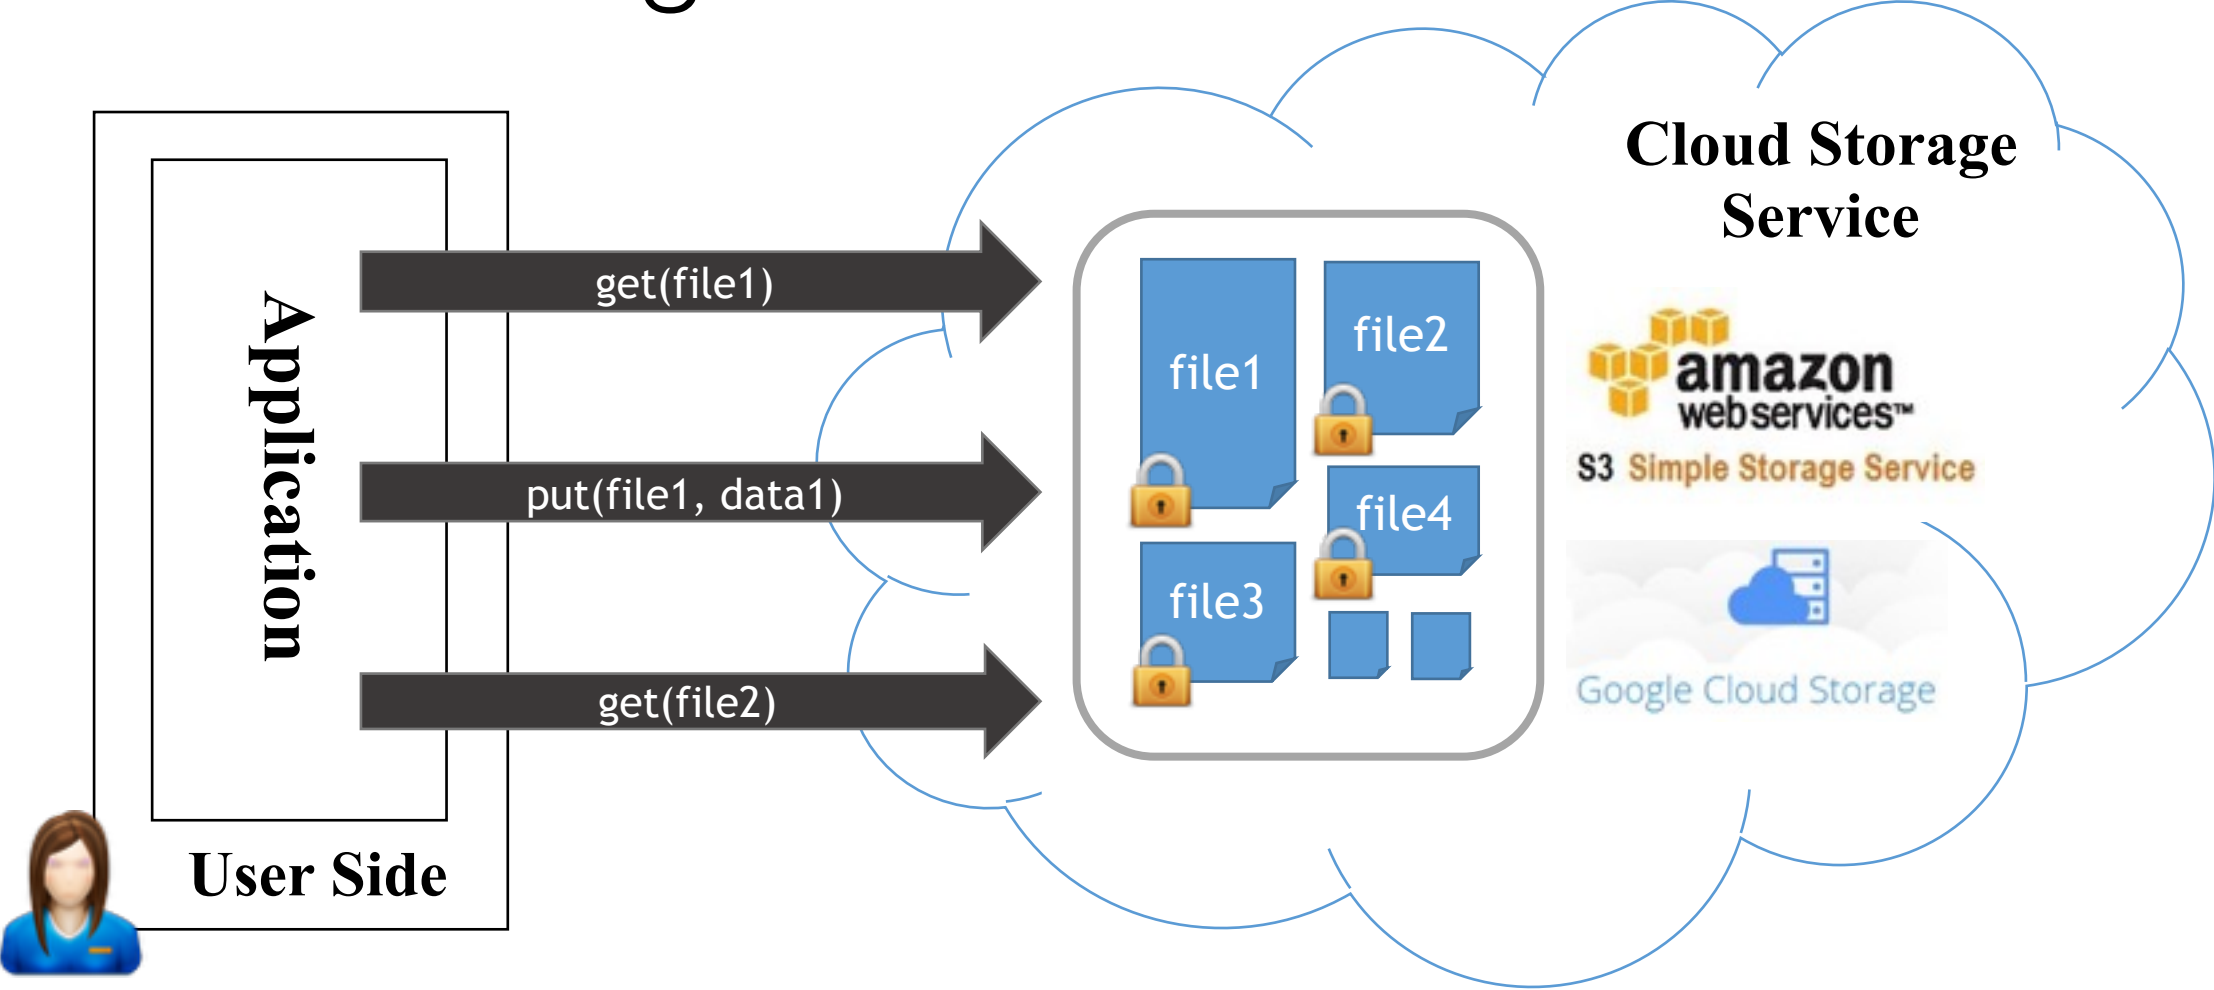 Application
User Side
get(file1)
put(file1, data1)
get(file2)
file1
file2
file3
file4
Cloud Storage
Service
amazon
webservices™
S3 Simple Storage Service
Google Cloud Storage